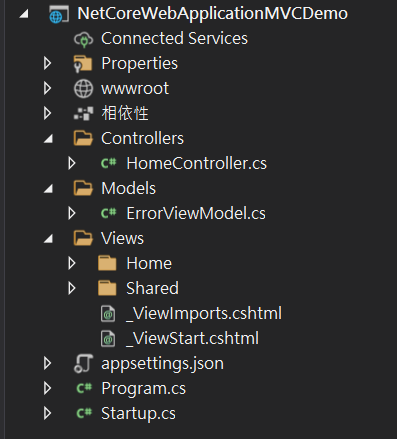 NetCoreWebApplicationMVCDemo
Connected Services
Properties
wwwroot
相依性
Controllers
C# HomeController.cs
Models
C# ErrorViewModel.cs
Views
Home
Shared
_ViewImports.cshtml
_ViewStart.cshtml
appsettings.json
C# Program.cs
C# Startup.cs